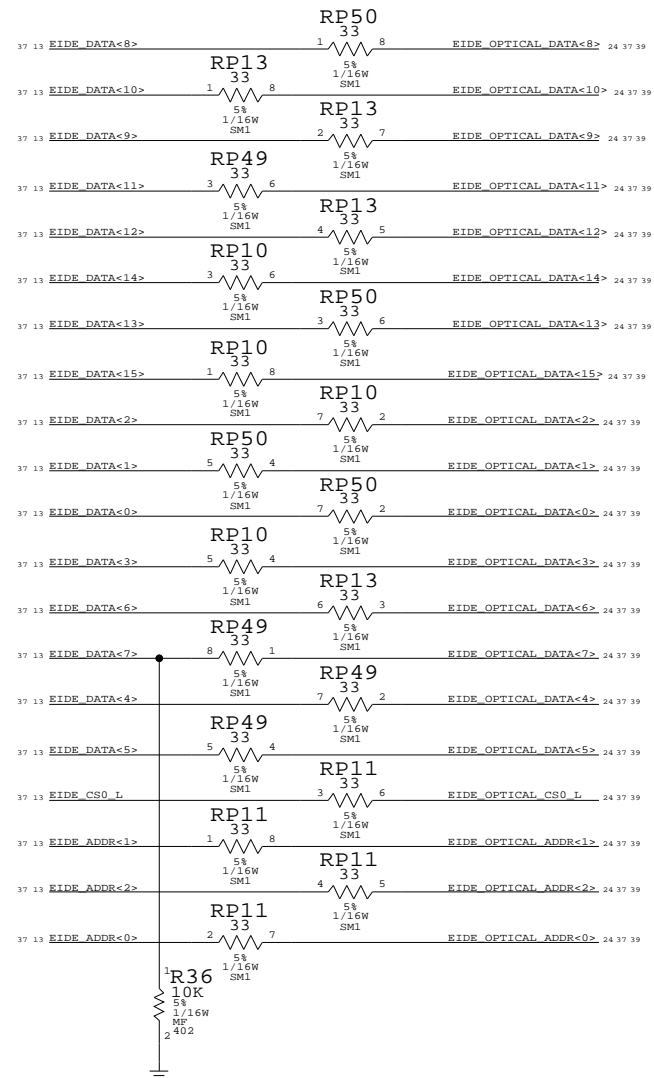 RP50
33
37 13 EIDE_DATA<8> 1 8 EIDE_OPTICAL_DATA<8> 24 37 39
5%
1/16W
SM1
RP13
33
37 13 EIDE_DATA<10> 1 8 EIDE_OPTICAL_DATA<10> 24 37 39
5%
1/16W
SM1
RP13
33
37 13 EIDE_DATA<9> 2 7 EIDE_OPTICAL_DATA<9> 24 37 39
5%
1/16W
SM1
RP49
33
37 13 EIDE_DATA<11> 3 6 EIDE_OPTICAL_DATA<11> 24 37 39
5%
1/16W
SM1
RP13
33
37 13 EIDE_DATA<12> 4 5 EIDE_OPTICAL_DATA<12> 24 37 39
5%
1/16W
SM1
RP10
33
37 13 EIDE_DATA<14> 3 6 EIDE_OPTICAL_DATA<14> 24 37 39
5%
1/16W
SM1
RP50
33
37 13 EIDE_DATA<13> 3 6 EIDE_OPTICAL_DATA<13> 24 37 39
5%
1/16W
SM1
RP10
33
37 13 EIDE_DATA<15> 1 8 EIDE_OPTICAL_DATA<15> 24 37 39
5%
1/16W
SM1
RP10
33
37 13 EIDE_DATA<2> 7 2 EIDE_OPTICAL_DATA<2> 24 37 39
5%
1/16W
SM1
RP50
33
37 13 EIDE_DATA<1> 5 4 EIDE_OPTICAL_DATA<1> 24 37 39
5%
1/16W
SM1
RP50
33
37 13 EIDE_DATA<0> 7 2 EIDE_OPTICAL_DATA<0> 24 37 39
5%
1/16W
SM1
RP10
33
37 13 EIDE_DATA<3> 5 4 EIDE_OPTICAL_DATA<3> 24 37 39
5%
1/16W
SM1
RP13
33
37 13 EIDE_DATA<6> 6 3 EIDE_OPTICAL_DATA<6> 24 37 39
5%
1/16W
SM1
RP49
33
37 13 EIDE_DATA<7> 8 1 EIDE_OPTICAL_DATA<7> 24 37 39
5%
1/16W
SM1
RP49
33
37 13 EIDE_DATA<4> 7 2 EIDE_OPTICAL_DATA<4> 24 37 39
5%
1/16W
SM1
RP49
33
37 13 EIDE_DATA<5> 5 4 EIDE_OPTICAL_DATA<5> 24 37 39
5%
1/16W
SM1
RP11
33
37 13 EIDE_CS0_L 3 6 EIDE_OPTICAL_CS0_L 24 37 39
5%
1/16W
SM1
RP11
33
37 13 EIDE_ADDR<1> 1 8 EIDE_OPTICAL_ADDR<1> 24 37 39
5%
1/16W
SM1
RP11
33
37 13 EIDE_ADDR<2> 4 5 EIDE_OPTICAL_ADDR<2> 24 37 39
5%
1/16W
SM1
RP11
33
37 13 EIDE_ADDR<0> 2 7 EIDE_OPTICAL_ADDR<0> 24 37 39
5%
1/16W
SM1
1 R36
10K
5%
1/16W
MF
2 402